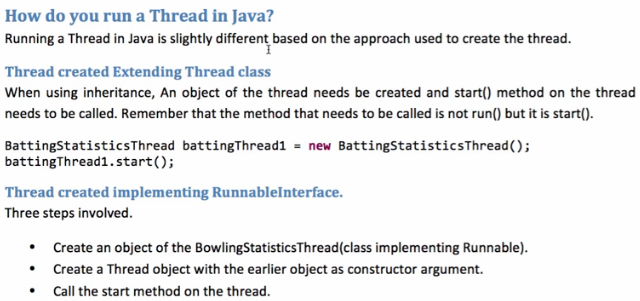 How do you run a Thread in Java?
Running a Thread in Java is slightly different based on the approach used to create the thread.
Thread created Extending Thread class
When using inheritance, An object of the thread needs be created and start() method on the thread
needs to be called. Remember that the method that needs to be called is not run() but it is start().
BattingStatisticsThread battingThread1 = new BattingStatisticsThread();
battingThread1.start();
Thread created implementing RunnableInterface.
Three steps involved.
• Create an object of the BowlingStatisticsThread(class implementing Runnable).
• Create a Thread object with the earlier object as constructor argument.
• Call the start method on the thread.